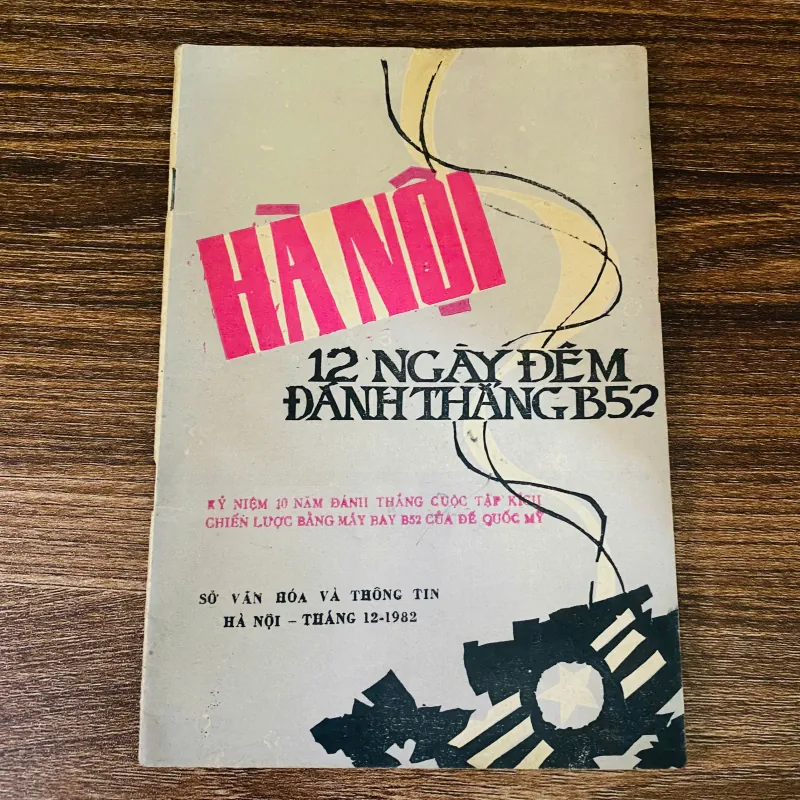 HÀ NỘI
12 NGÀY ĐÊM
ĐÁNH THẮNG B52
KỶ NIỆM 10 NĂM ĐÁNH THẮNG CUỘC TẬP KÍCH
CHIẾN LƯỢC BẰNG MÁY BAY B52 CỦA ĐẾ QUỐC MỸ
SỞ VĂN HÓA VÀ THÔNG TIN
HÀ NỘI – THÁNG 12-1982